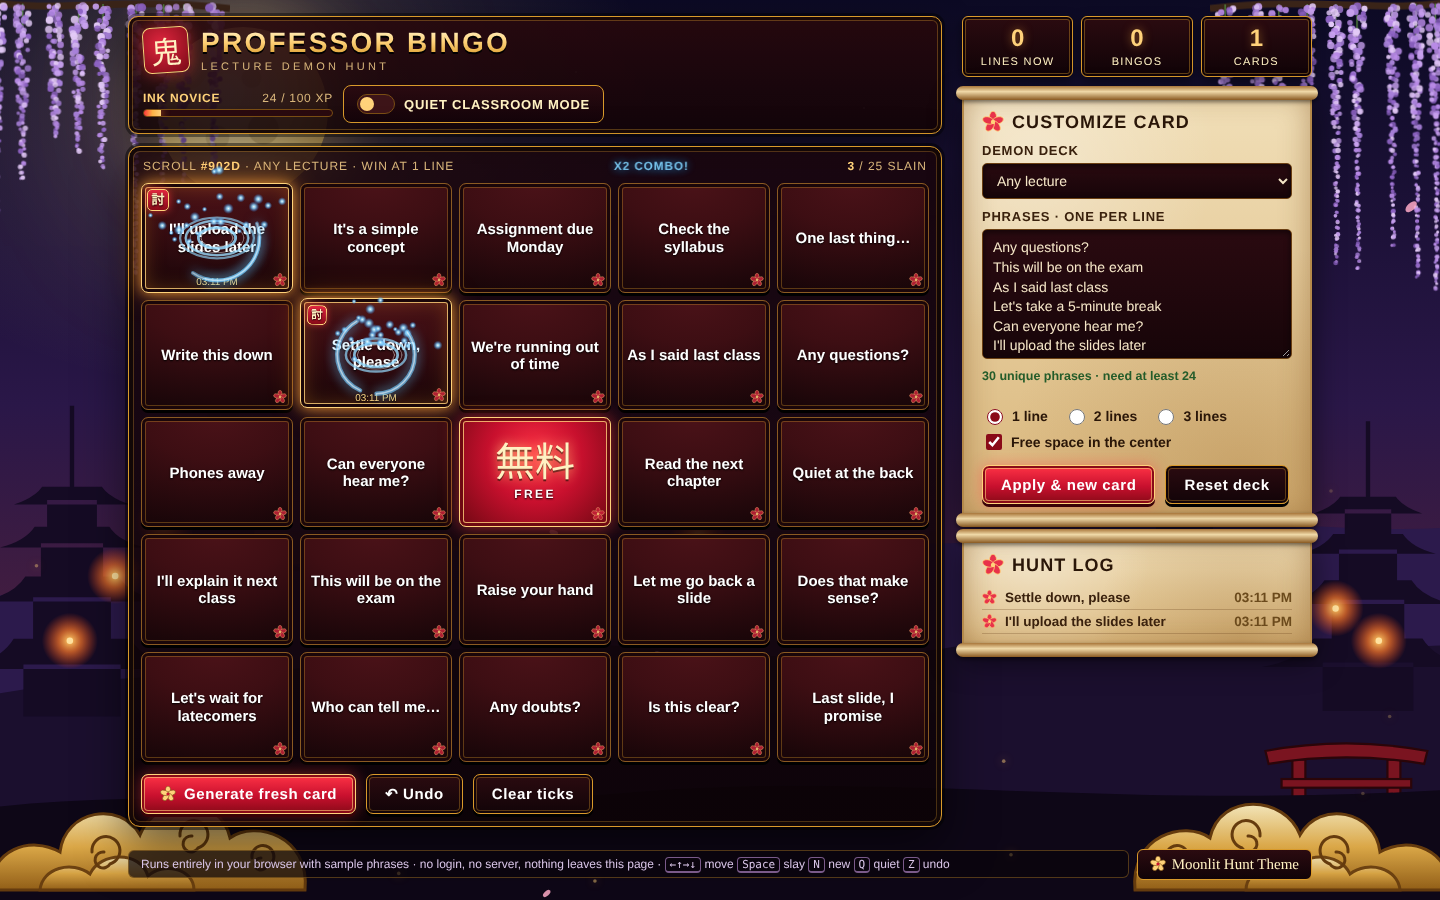 鬼
PROFESSOR BINGO
LECTURE DEMON HUNT
INK NOVICE 24 / 100 XP
QUIET CLASSROOM MODE
0
LINES NOW
0
BINGOS
1
CARDS
SCROLL #902D · ANY LECTURE · WIN AT 1 LINE
X2 COMBO!
3 / 25 SLAIN
討
I'll upload the
slides later
03:11 PM
It's a simple
concept
Assignment due
Monday
Check the
syllabus
One last thing…
Write this down
討
Settle down,
please
03:11 PM
We're running out
of time
As I said last class
Any questions?
Phones away
Can everyone
hear me?
無料
FREE
Read the next
chapter
Quiet at the back
I'll explain it next
class
This will be on the
exam
Raise your hand
Let me go back a
slide
Does that make
sense?
Let's wait for
latecomers
Who can tell me…
Any doubts?
Is this clear?
Last slide, I
promise
Generate fresh card
↶ Undo
Clear ticks
CUSTOMIZE CARD
DEMON DECK
Any lecture
PHRASES · ONE PER LINE
Any questions?
This will be on the exam
As I said last class
Let's take a 5-minute break
Can everyone hear me?
I'll upload the slides later
30 unique phrases · need at least 24
1 line 2 lines 3 lines
Free space in the center
Apply & new card
Reset deck
HUNT LOG
Settle down, please 03:11 PM
I'll upload the slides later 03:11 PM
Runs entirely in your browser with sample phrases · no login, no server, nothing leaves this page · ←↑→↓ move Space slay N new Q quiet Z undo
Moonlit Hunt Theme